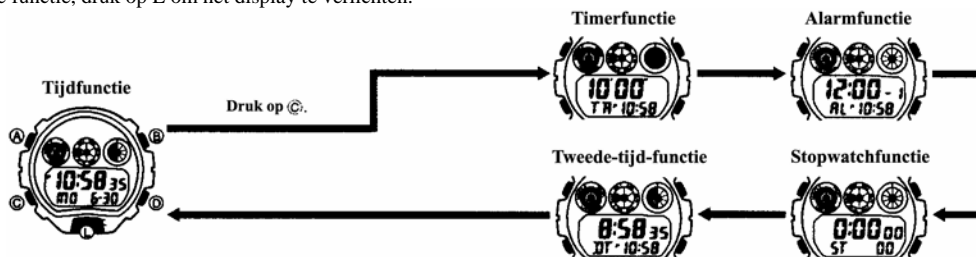 e functie, druk op L om het display te verlichten.
Timerfunctie
Alarmfunctie
10'00"
TR 10:58
12:00-1
AL 10:58
Tijdfunctie
Druk op C.
A
B
10:58 35
MO 6-30
C
D
L
Tweede-tijd-functie
Stopwatchfunctie
8:58 35
DT 10:58
0:00 00
ST 00